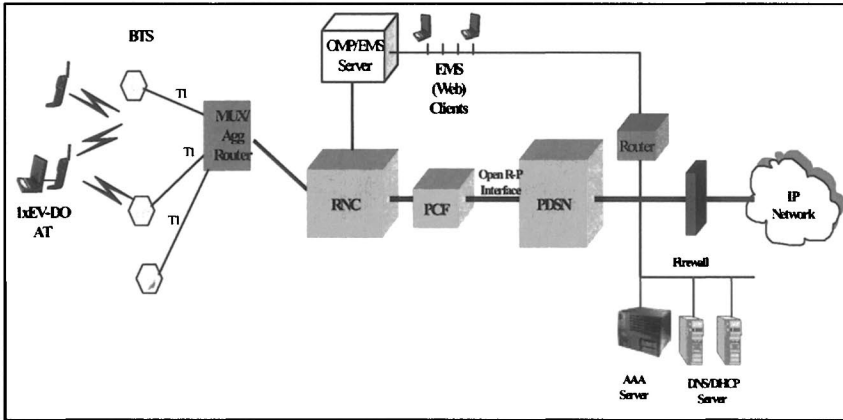 BTS
OMP/EMS
Server
EMS
(Web)
Clients
T1
MUX/
Agg
Router
Router
T1
Open R-P
Interface
1xEV-DO
AT
T1
RNC
PCF
PDSN
IP
Network
Firewall
AAA
Server
DNS/DHCP
Server